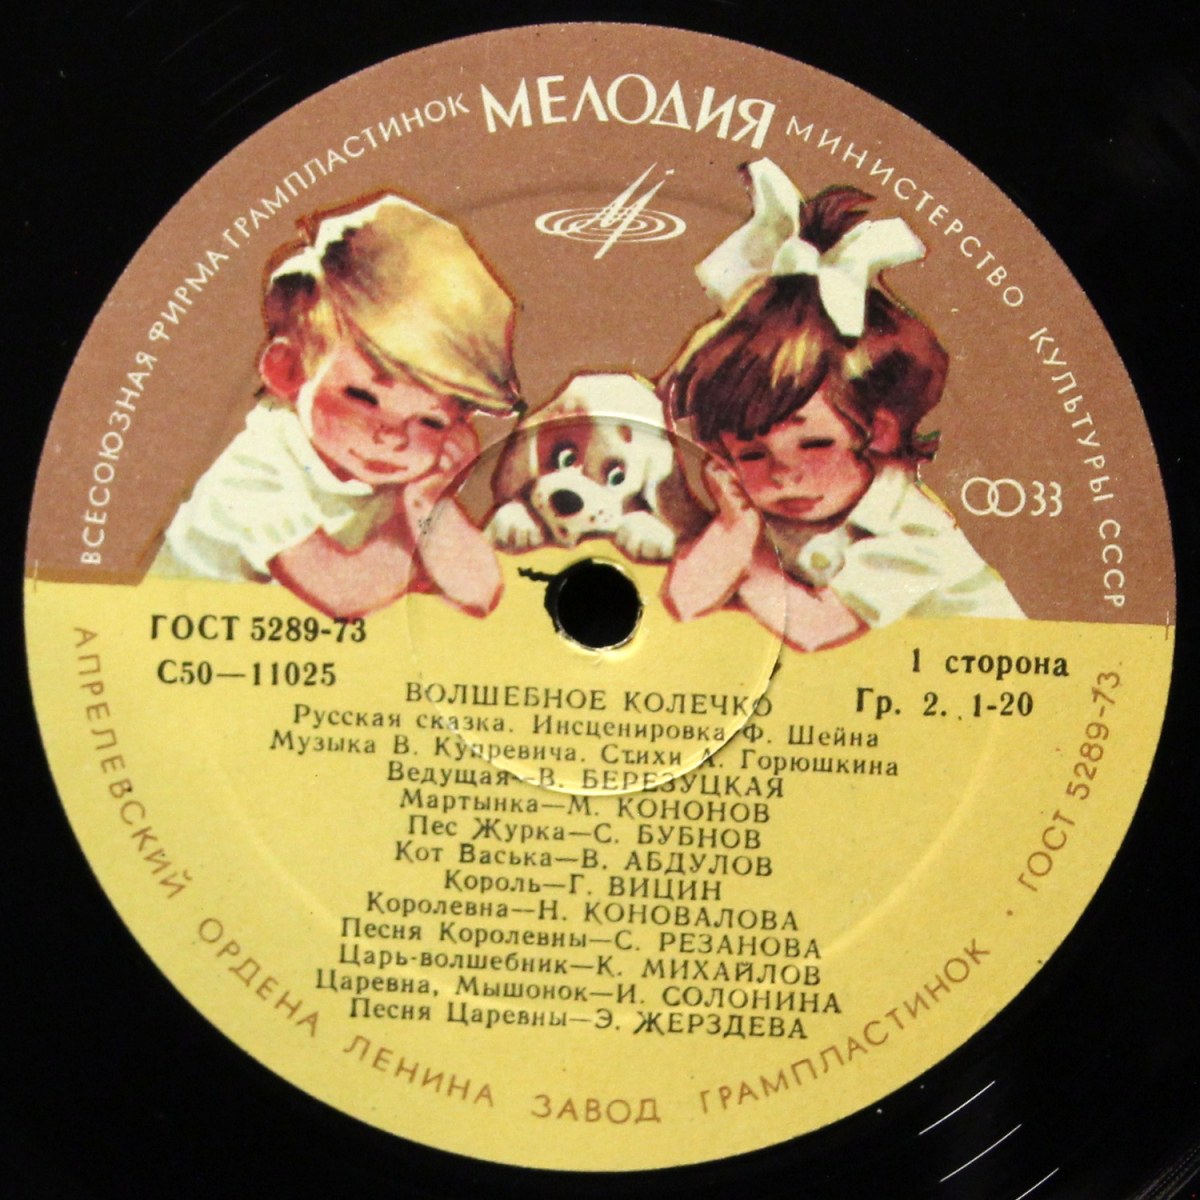 ВСЕСОЮЗНАЯ ФИРМА ГРАМПЛАСТИНОК МЕЛОДИЯ МИНИСТЕРСТВО КУЛЬТУРЫ СССР
33
ГОСТ 5289-73
С50—11025
1 сторона
Гр. 2. 1-20
ВОЛШЕБНОЕ КОЛЕЧКО
Русская сказка. Инсценировка Ф. Шейна
Музыка В. Купревича. Стихи А. Горюшкина
Ведущая—В. БЕРЕЗУЦКАЯ
Мартынка—М. КОНОНОВ
Пес Журка—С. БУБНОВ
Кот Васька—В. АБДУЛОВ
Король—Г. ВИЦИН
Королевна—Н. КОНОВАЛОВА
Песня Королевны—С. РЕЗАНОВА
Царь-волшебник—К. МИХАЙЛОВ
Царевна, Мышонок—И. СОЛОНИНА
Песня Царевны—Э. ЖЕРЗДЕВА
АПРЕЛЕВСКИЙ ОРДЕНА ЛЕНИНА ЗАВОД ГРАМПЛАСТИНОК · ГОСТ 5289-73